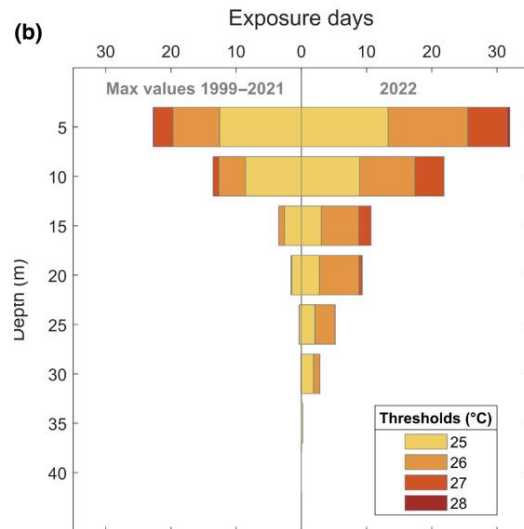 (b)
Exposure days
30 20 10 0 10 20 30
Max values 1999–2021
2022
5
10
15
20
25
30
35
40
Depth (m)
Thresholds (°C)
25
26
27
28